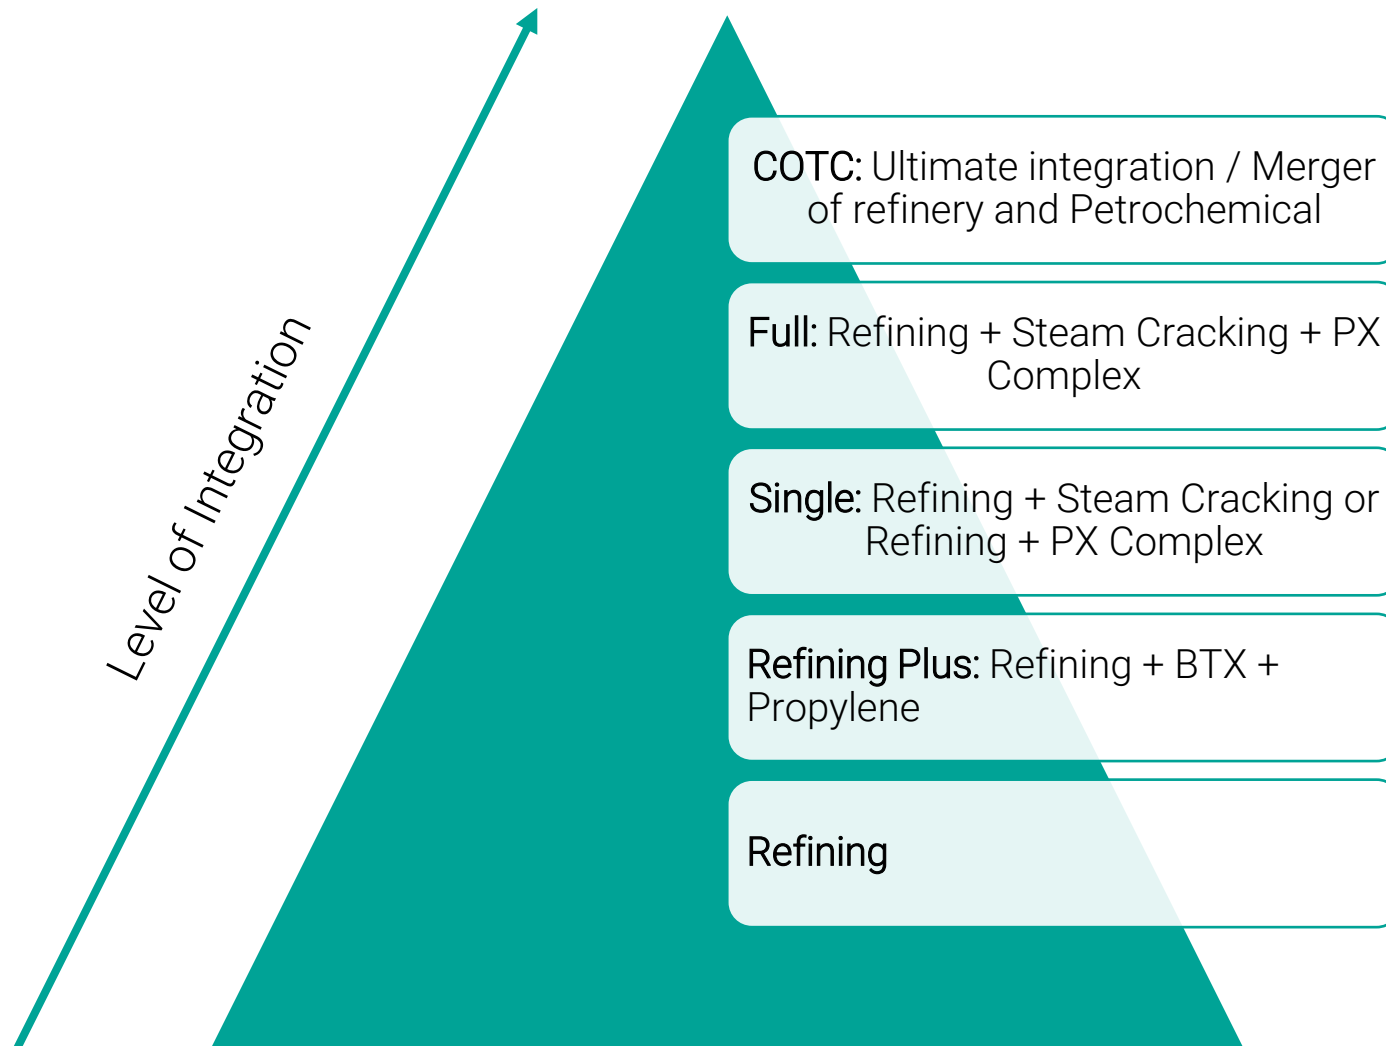 Level of Integration
COTC: Ultimate integration / Merger
of refinery and Petrochemical
Full: Refining + Steam Cracking + PX
Complex
Single: Refining + Steam Cracking or
Refining + PX Complex
Refining Plus: Refining + BTX +
Propylene
Refining